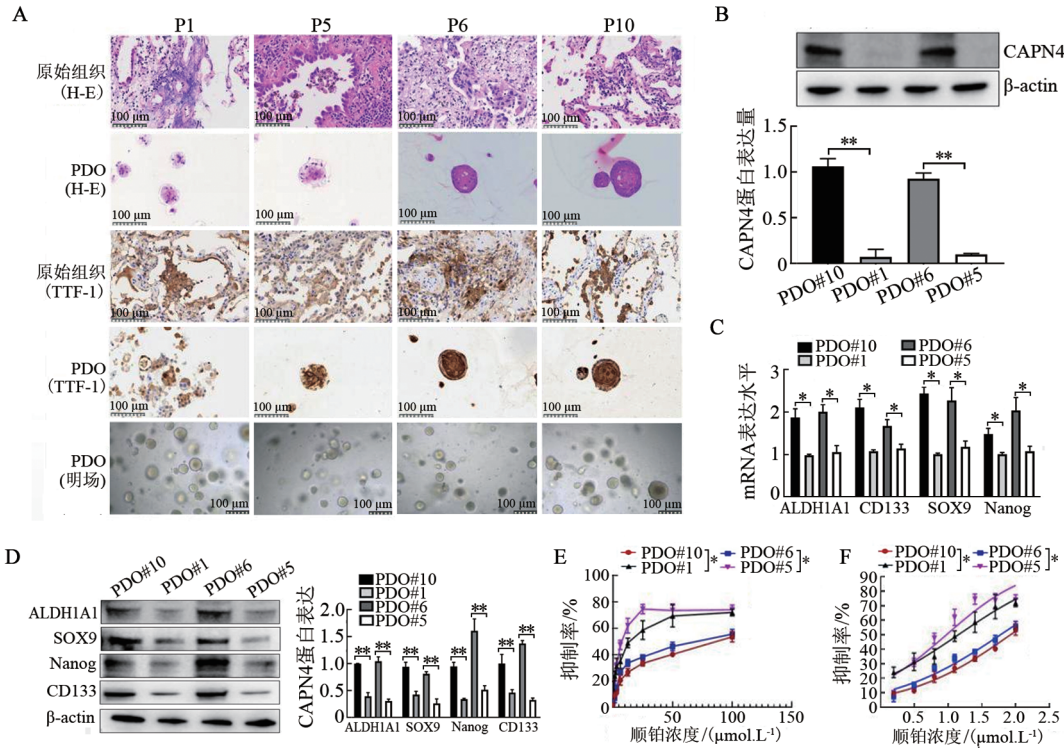 A
P1 P5 P6 P10
原始组织
(H-E)
100 μm 100 μm 100 μm 100 μm
PDO
(H-E)
100 μm 100 μm 100 μm 100 μm
原始组织
(TTF-1)
100 μm 100 μm 100 μm 100 μm
PDO
(TTF-1)
100 μm 100 μm 100 μm 100 μm
PDO
(明场)
100 μm 100 μm 100 μm 100 μm
B
CAPN4
β-actin
CAPN4蛋白表达量
1.5
1.0
0.5
0
** **
PDO#10 PDO#1 PDO#6 PDO#5
C
PDO#10 PDO#6
PDO#1 PDO#5
mRNA表达水平
3
2
1
0
* * * * * * * *
ALDH1A1 CD133 SOX9 Nanog
D
PDO#10 PDO#1 PDO#6 PDO#5
ALDH1A1
SOX9
Nanog
CD133
β-actin
CAPN4蛋白表达
PDO#10
PDO#1
PDO#6
PDO#5
2.0
1.5
1.0
0.5
0
** ** ** ** ** ** ** **
ALDH1A1 SOX9 Nanog CD133
E
PDO#10 * PDO#6 *
PDO#1 PDO#5
抑制率/%
100
80
60
40
20
0
50 100 150
顺铂浓度/(μmol.L-1)
F
PDO#10 * PDO#6 *
PDO#1 PDO#5
抑制率/%
90
80
70
60
50
40
30
20
10
0
0.5 1.0 1.5 2.0 2.5
顺铂浓度/(μmol.L-1)